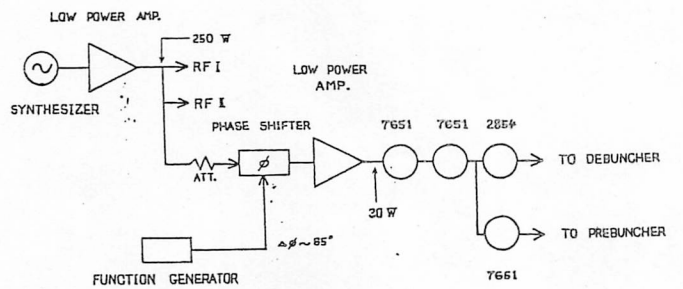 LOW POWER AMP.
250 W
RF I
LOW POWER
AMP.
SYNTHESIZER
RF II
PHASE SHIFTER
7651
7651
2854
Ø
TO DEBUNCHER
ATT.
20 W
Δø~85°
TO PREBUNCHER
FUNCTION GENERATOR
7651